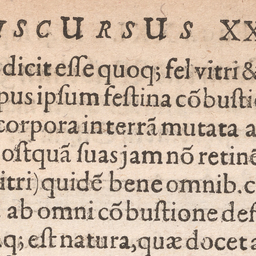 ISCURSUS XX
dicit esse quoq; fel vitri &
pus ipsum festina cõbustio
corpora in terrã mutata a
ostquã suas jam nõ retinẽ
itri) quidẽ bene omnib. c
ab omni cõbustione def
q; est natura, quæ docet a